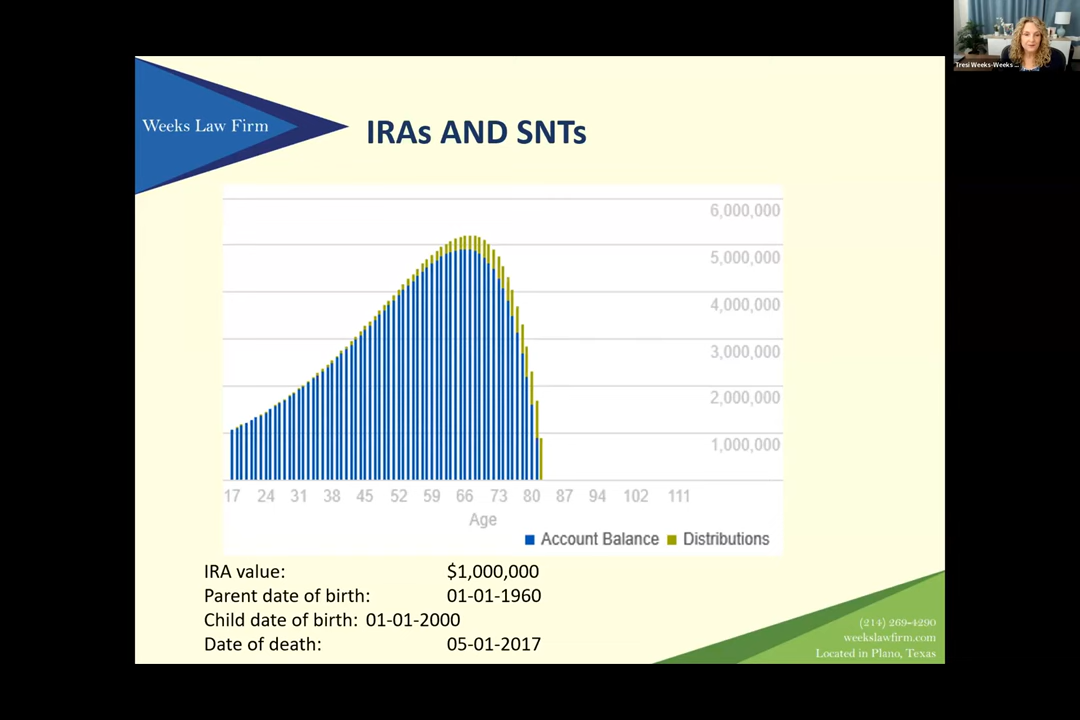 Tresi Weeks-Weeks ...
Weeks Law Firm
IRAs AND SNTs
6,000,000
5,000,000
4,000,000
3,000,000
2,000,000
1,000,000
17 24 31 38 45 52 59 66 73 80 87 94 102 111
Age
Account Balance Distributions
IRA value: $1,000,000
Parent date of birth: 01-01-1960
Child date of birth: 01-01-2000
Date of death: 05-01-2017
(214) 269-4290
weekslawfirm.com
Located in Plano, Texas